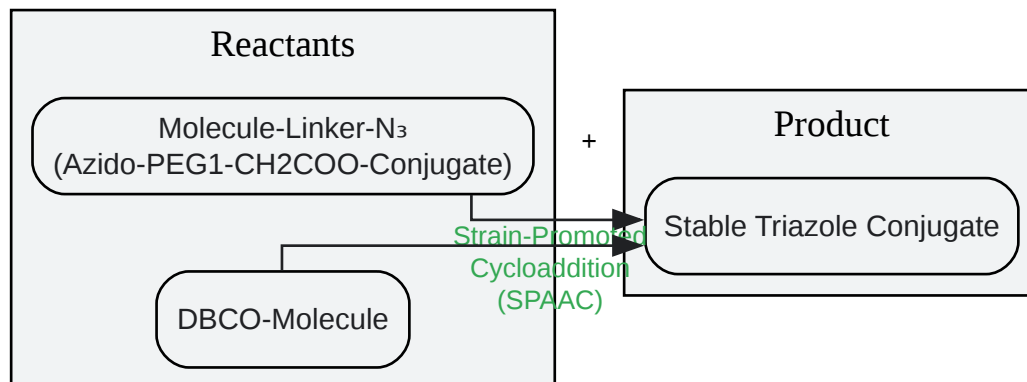 Reactants
Molecule-Linker-N₃
(Azido-PEG1-CH2COO-Conjugate)
+
Product
Stable Triazole Conjugate
Strain-Promoted
Cycloaddition
(SPAAC)
DBCO-Molecule